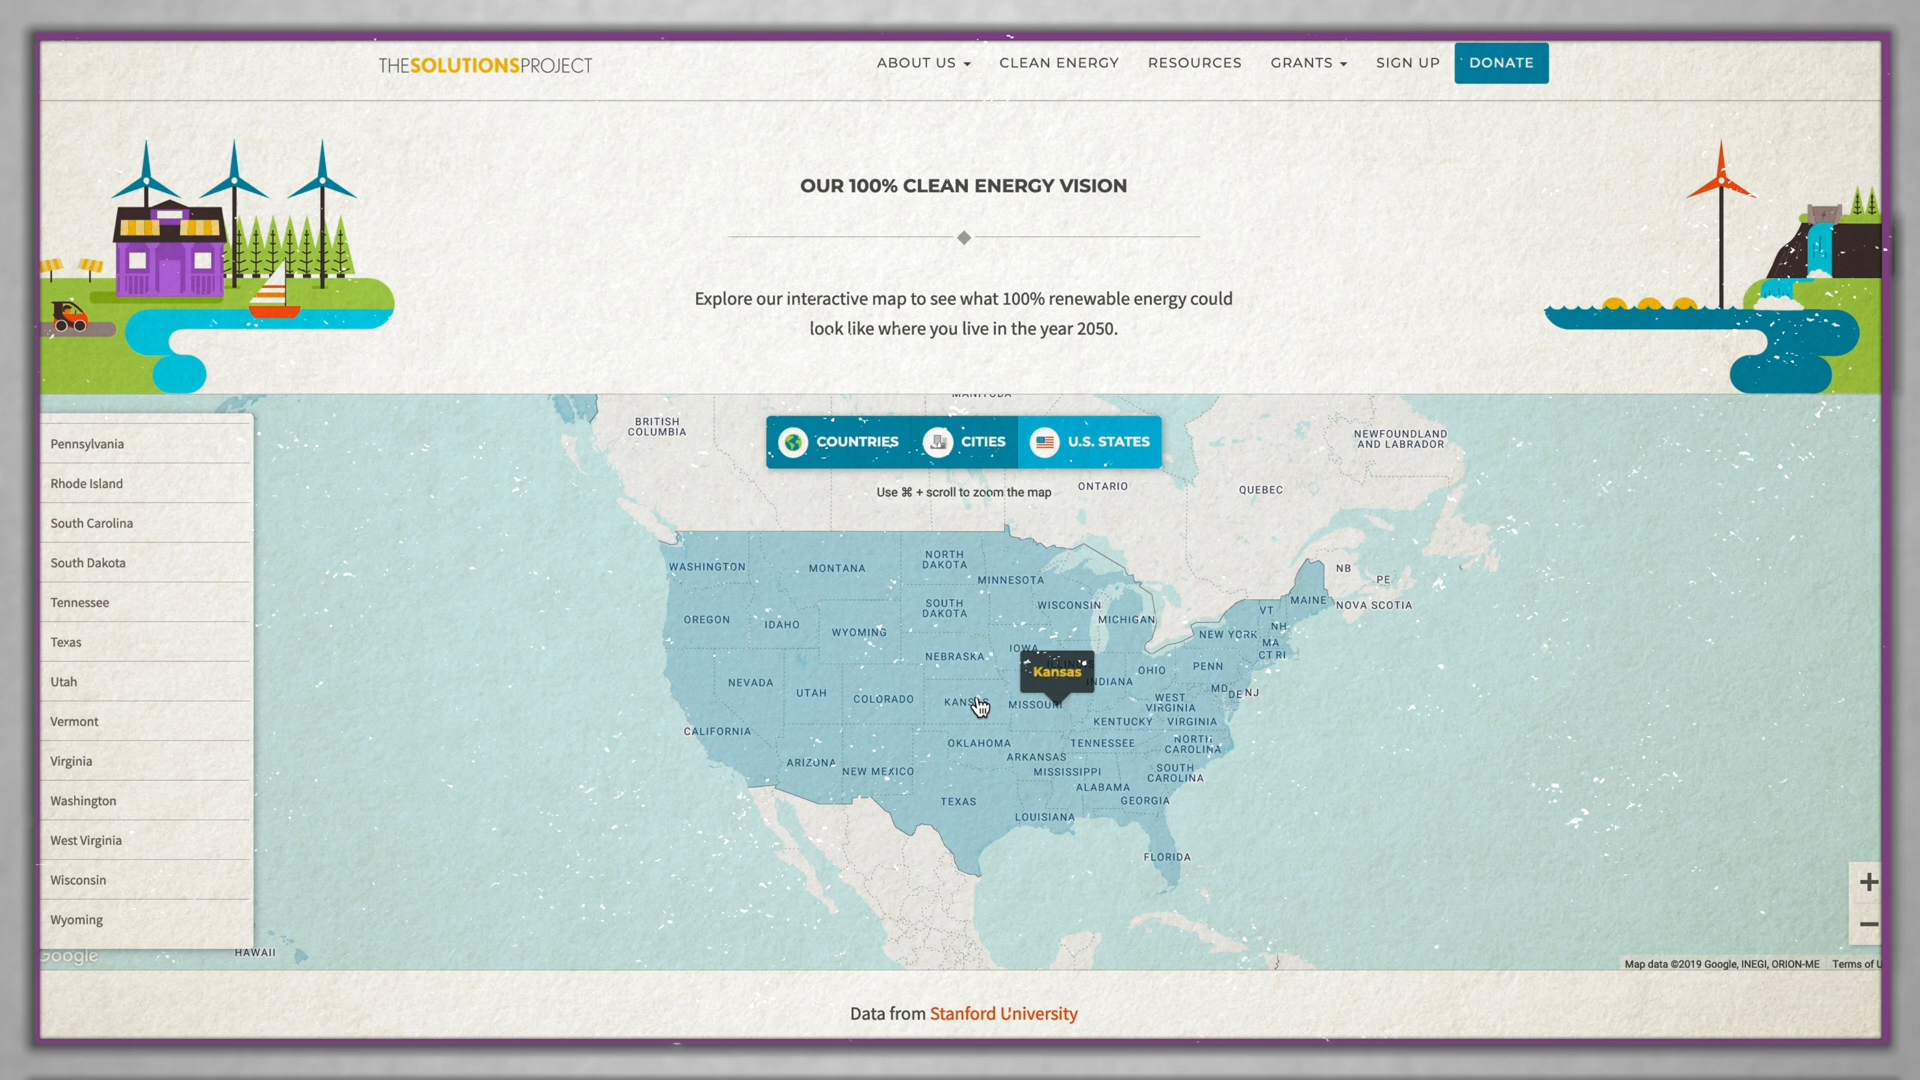 THESOLUTIONSPROJECT
ABOUT US
CLEAN ENERGY
RESOURCES
GRANTS
SIGN UP
DONATE
OUR 100% CLEAN ENERGY VISION
Explore our interactive map to see what 100% renewable energy could
look like where you live in the year 2050.
COUNTRIES
CITIES
U.S. STATES
Use ⌘ + scroll to zoom the map
Pennsylvania
Rhode Island
South Carolina
South Dakota
Tennessee
Texas
Utah
Vermont
Virginia
Washington
West Virginia
Wisconsin
Wyoming
MANITOBA
BRITISH
COLUMBIA
ONTARIO
QUEBEC
NEWFOUNDLAND
AND LABRADOR
NB
PE
NOVA SCOTIA
WASHINGTON
MONTANA
NORTH
DAKOTA
MINNESOTA
SOUTH
DAKOTA
WISCONSIN
MICHIGAN
OREGON
IDAHO
WYOMING
VT
MAINE
NH
NEW YORK
MA
CT RI
NEBRASKA
IOWA
ILLINOIS
Kansas
INDIANA
OHIO
PENN
NEVADA
UTAH
COLORADO
KANSAS
MISSOURI
WEST
VIRGINIA
MD
DE
NJ
KENTUCKY
VIRGINIA
CALIFORNIA
OKLAHOMA
TENNESSEE
NORTH
CAROLINA
ARIZONA
NEW MEXICO
ARKANSAS
MISSISSIPPI
SOUTH
CAROLINA
ALABAMA
GEORGIA
TEXAS
LOUISIANA
FLORIDA
HAWAII
Google
+
−
Map data ©2019 Google, INEGI, ORION-ME
Terms of U
Data from Stanford University